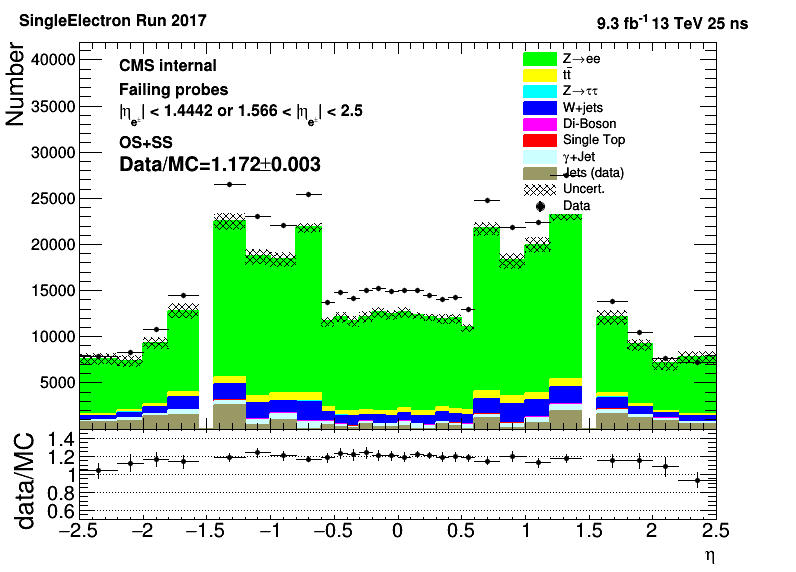 SingleElectron Run 2017
9.3 fb⁻¹ 13 TeV 25 ns
Number
40000
35000
30000
25000
20000
15000
10000
5000
CMS internal
Failing probes
|η_e±| < 1.4442 or 1.566 < |η_e±| < 2.5
OS+SS
Data/MC=1.172±0.003
Z→ee
tt̄
Z→ττ
W+jets
Di-Boson
Single Top
γ+Jet
Jets (data)
Uncert.
Data
data/MC
1.4
1.2
1
0.8
0.6
−2.5 −2 −1.5 −1 −0.5 0 0.5 1 1.5 2 2.5
η